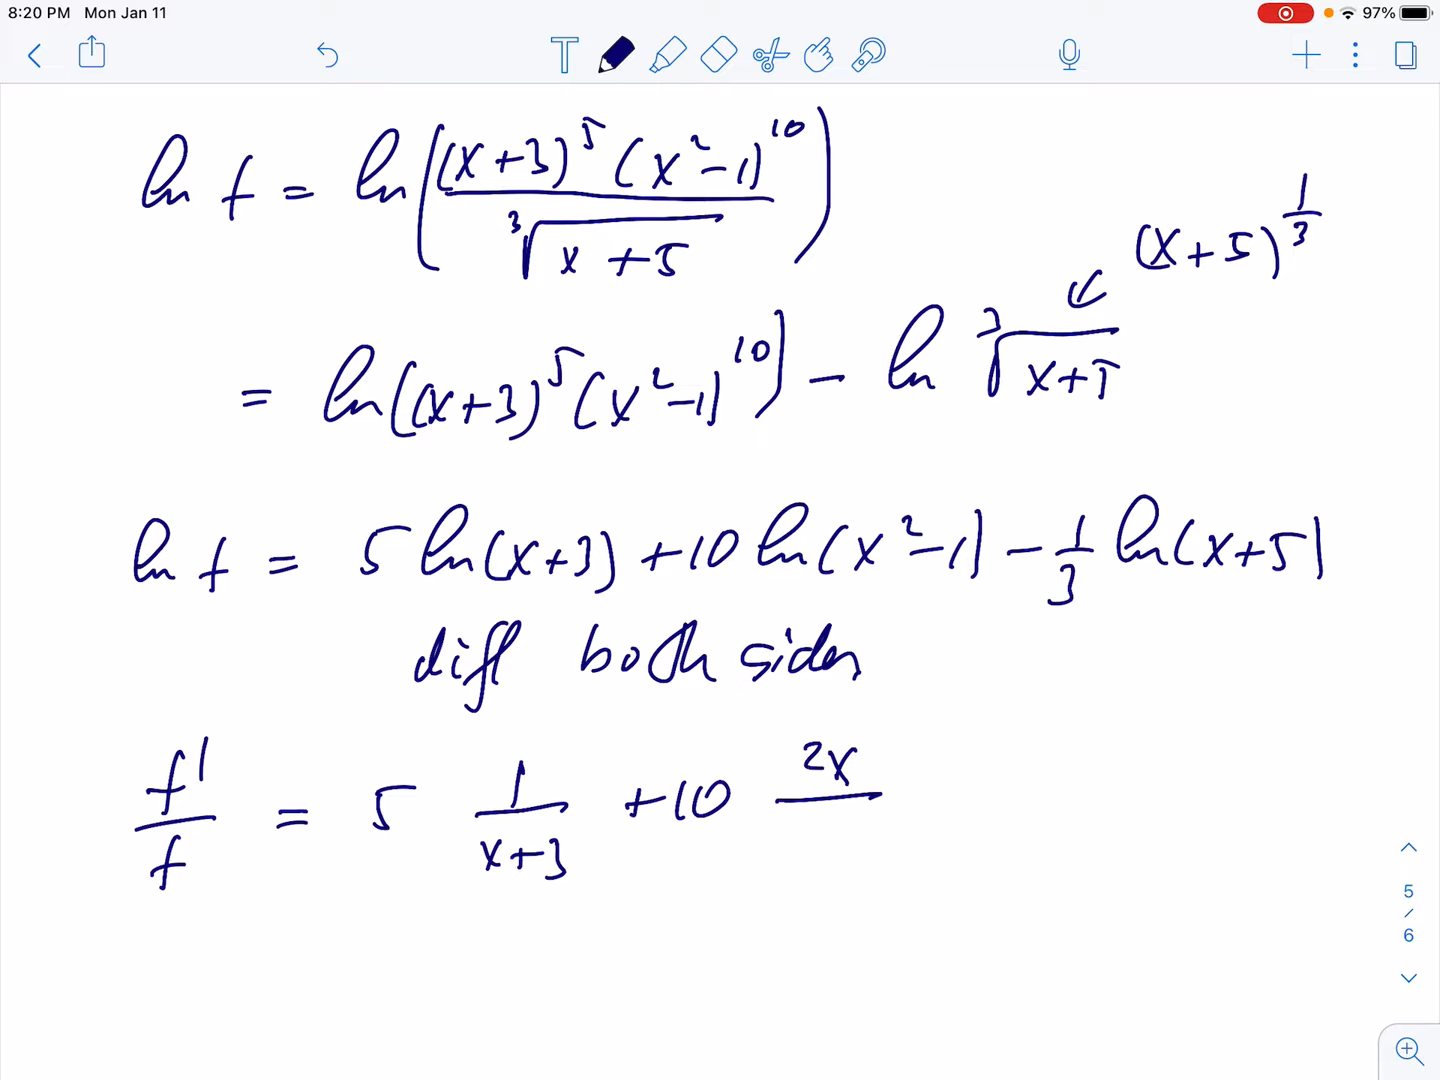 8:20 PM Mon Jan 11 97%
T
ln f = ln((x+3)^5 (x^2-1)^10 / ∛(x+5))
(x+5)^(1/3)
= ln((x+3)^5 (x^2-1)^10) - ln ∛(x+5)
ln f = 5 ln(x+3) + 10 ln(x^2-1) - 1/3 ln(x+5)
diff both sides
f'/f = 5 1/(x+3) + 10 2x/
5
/
6